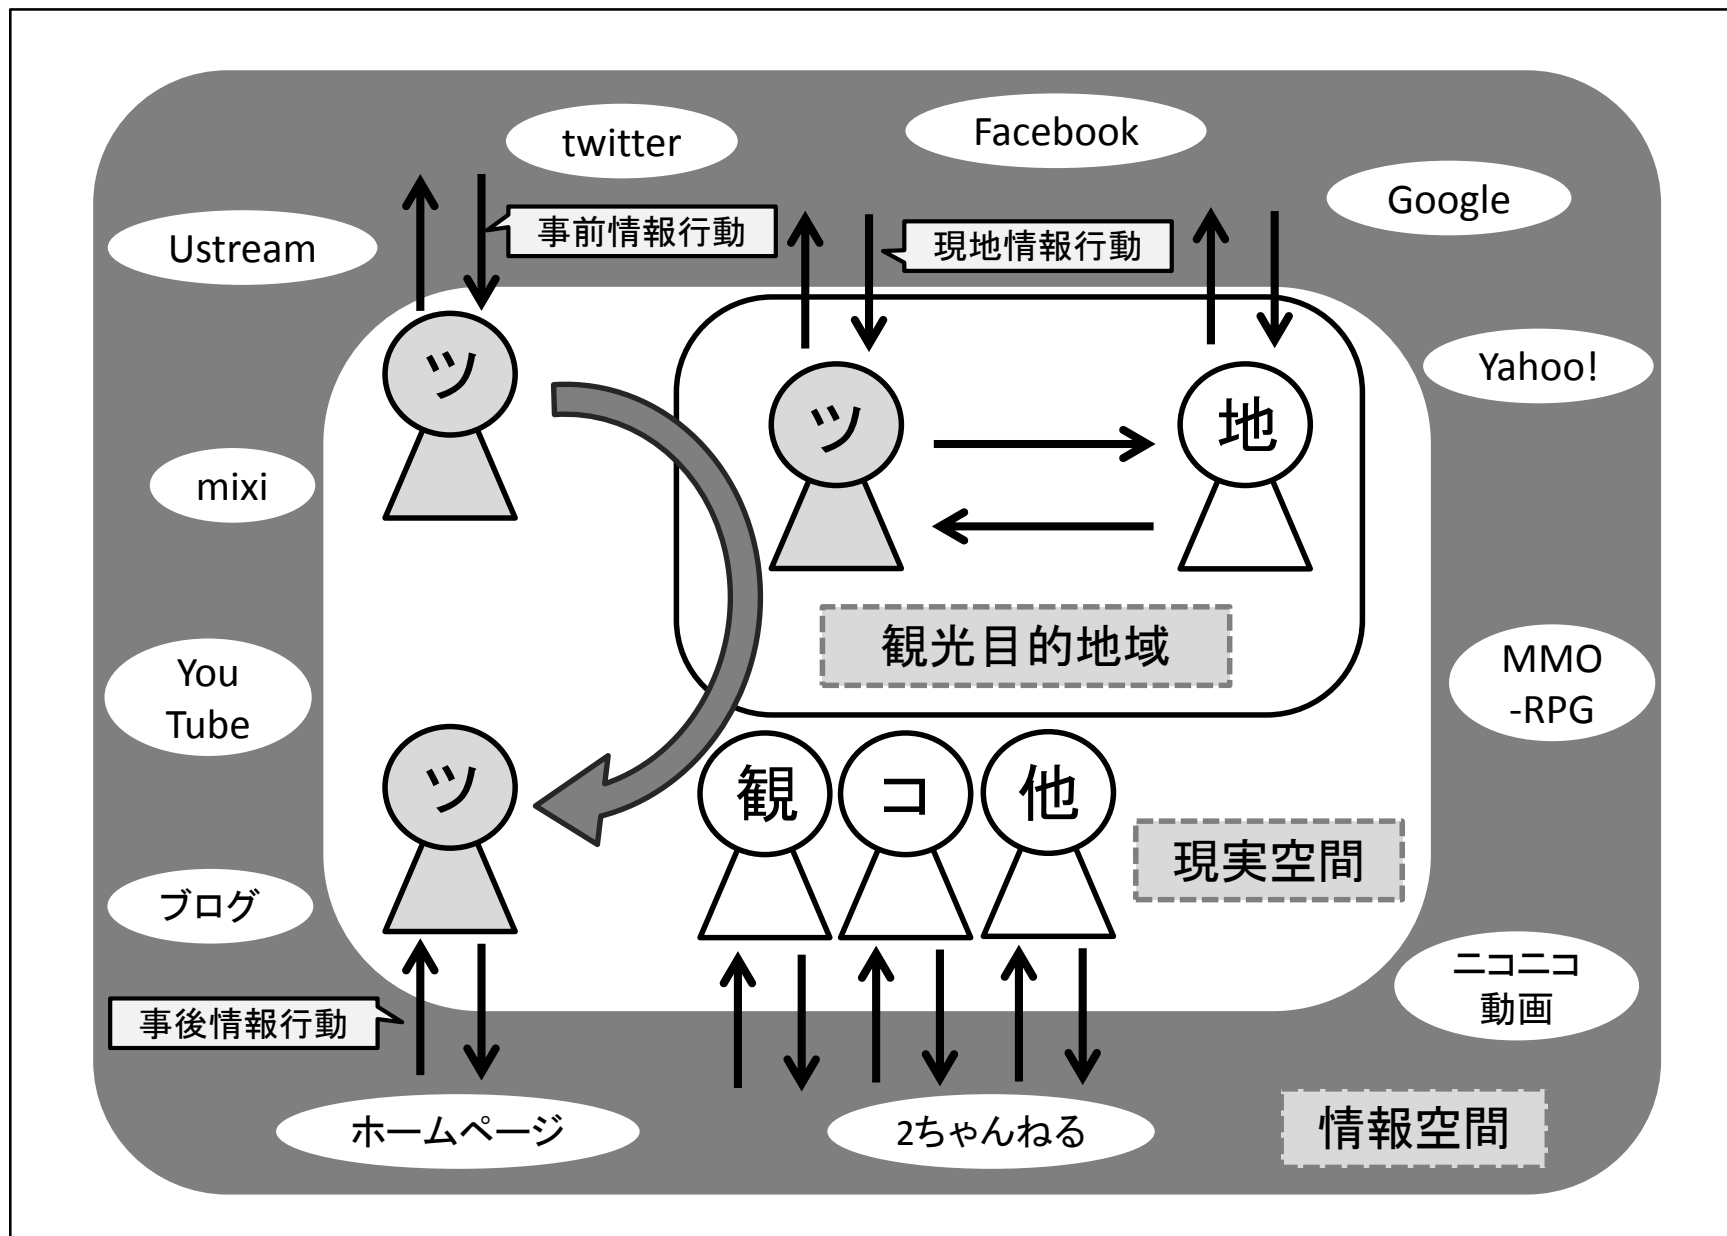 twitter
Facebook
Google
Ustream
事前情報行動
現地情報行動
Yahoo!
ツ
ツ
地
mixi
観光目的地域
You
Tube
MMO
-RPG
ツ
観
コ
他
現実空間
ブログ
ニコニコ
動画
事後情報行動
ホームページ
2ちゃんねる
情報空間